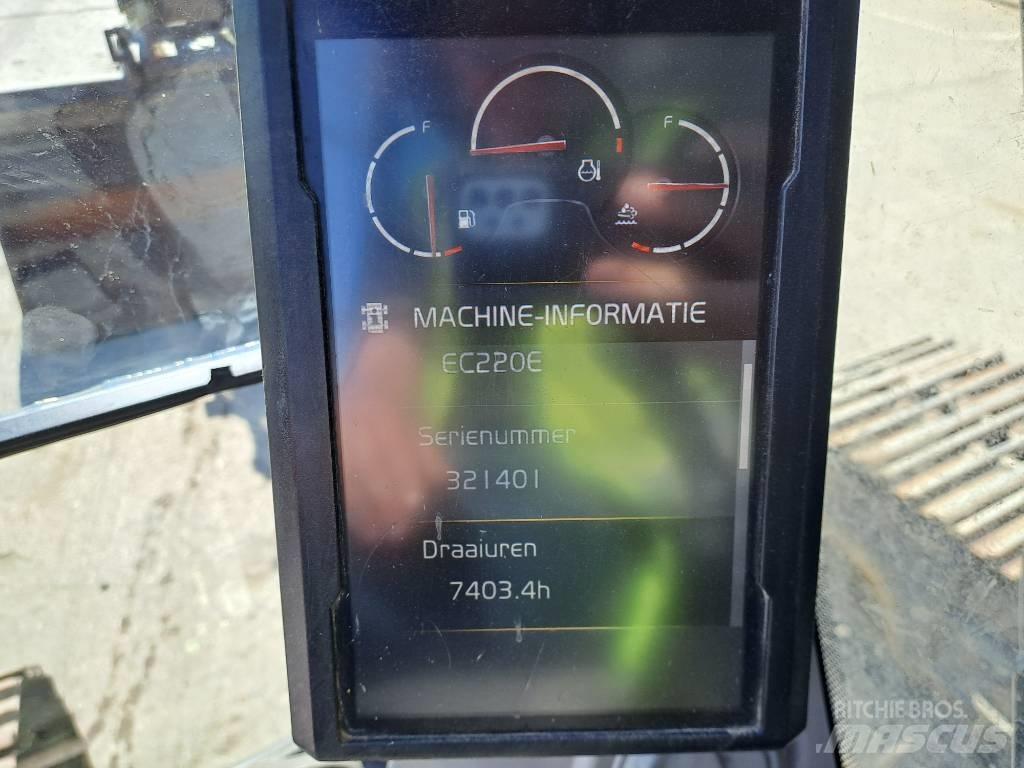 F
F
MACHINE-INFORMATIE
EC220E
Serienummer
321401
Draaiuren
7403.4h
RITCHIE BROS.
MASCUS